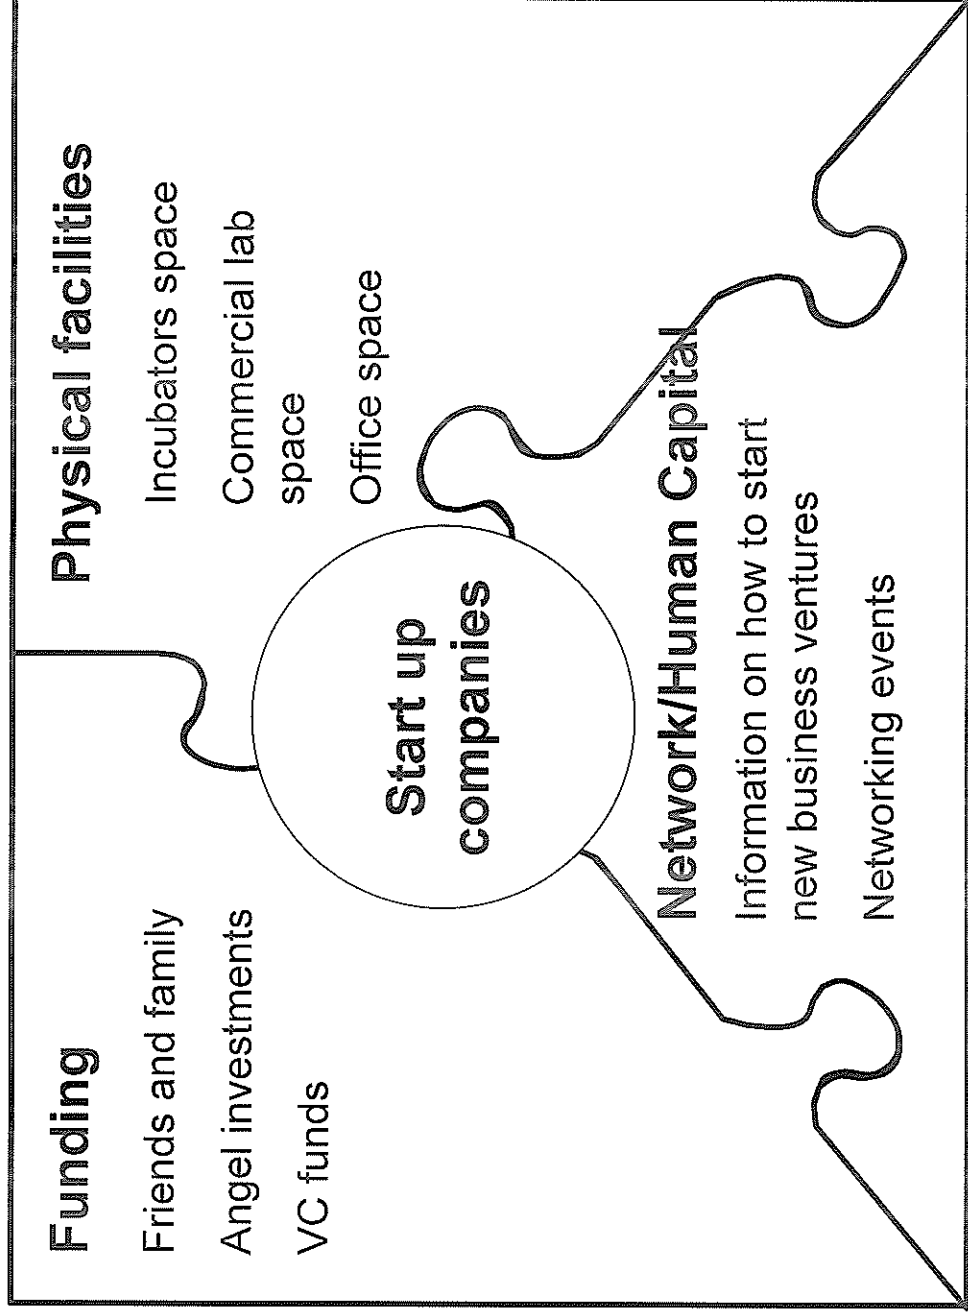 Funding
Friends and family
Angel investments
VC funds
Physical facilities
Incubators space
Commercial lab
space
Office space
Start up
companies
Network/Human Capital
Information on how to start
new business ventures
Networking events